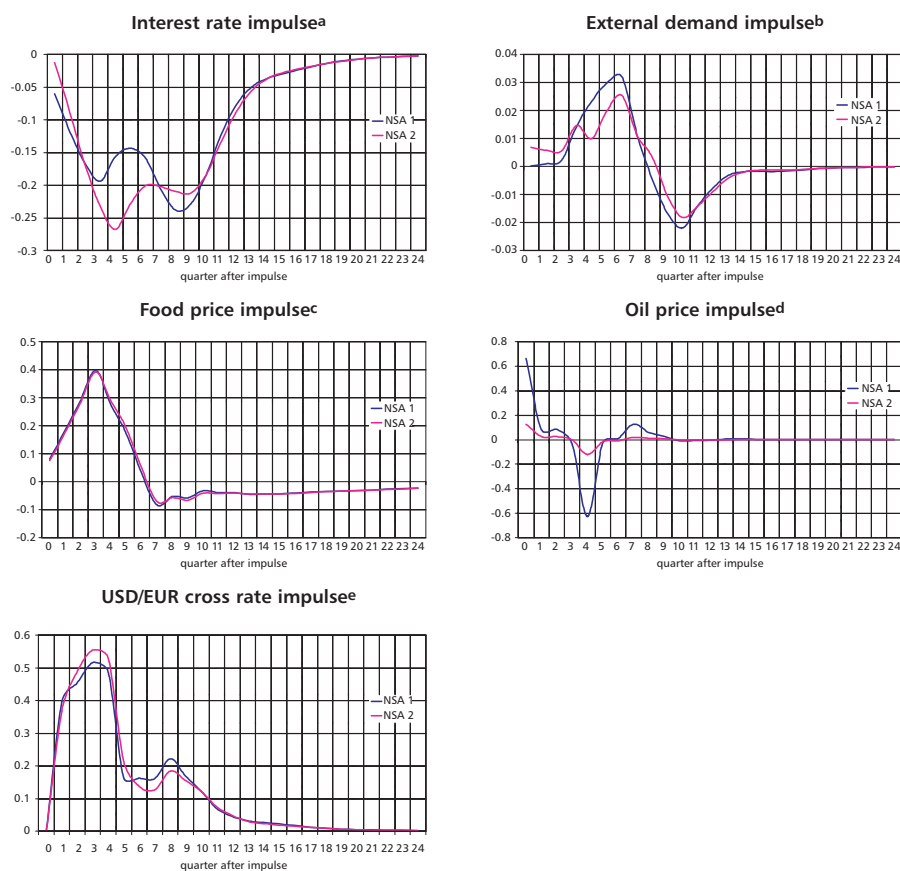 Interest rate impulsea
0
-0.05
-0.1
-0.15
-0.2
-0.25
-0.3
NSA 1
NSA 2
0 1 2 3 4 5 6 7 8 9 10 11 12 13 14 15 16 17 18 19 20 21 22 23 24
quarter after impulse
External demand impulseb
0.04
0.03
0.02
0.01
0
-0.01
-0.02
-0.03
NSA 1
NSA 2
0 1 2 3 4 5 6 7 8 9 10 11 12 13 14 15 16 17 18 19 20 21 22 23 24
quarter after impulse
Food price impulsec
0.5
0.4
0.3
0.2
0.1
0
-0.1
-0.2
NSA 1
NSA 2
0 1 2 3 4 5 6 7 8 9 10 11 12 13 14 15 16 17 18 19 20 21 22 23 24
quarter after impulse
Oil price impulsed
0.8
0.6
0.4
0.2
0
-0.2
-0.4
-0.6
-0.8
NSA 1
NSA 2
0 1 2 3 4 5 6 7 8 9 10 11 12 13 14 15 16 17 18 19 20 21 22 23 24
quarter after impulse
USD/EUR cross rate impulsee
0.6
0.5
0.4
0.3
0.2
0.1
0
NSA 1
NSA 2
0 1 2 3 4 5 6 7 8 9 10 11 12 13 14 15 16 17 18 19 20 21 22 23 24
quarter after impulse